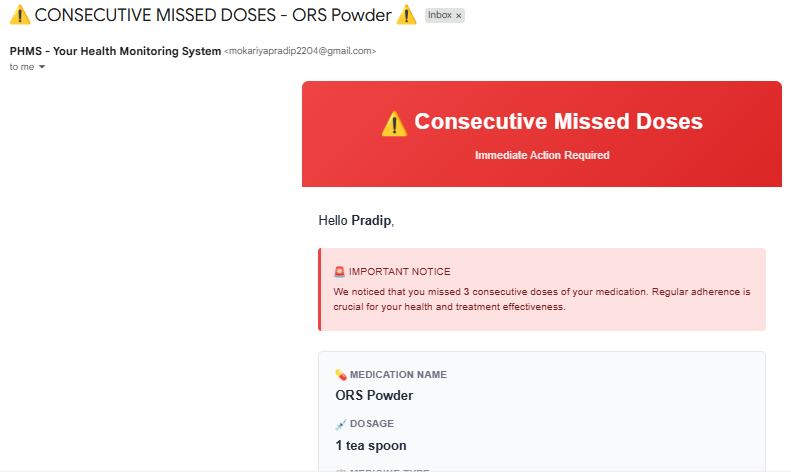 ⚠️ CONSECUTIVE MISSED DOSES - ORS Powder ⚠️ Inbox ×
PHMS - Your Health Monitoring System <mokariyapradip2204@gmail.com>
to me
⚠️ Consecutive Missed Doses
Immediate Action Required
Hello Pradip,
🚨 IMPORTANT NOTICE
We noticed that you missed 3 consecutive doses of your medication. Regular adherence is
crucial for your health and treatment effectiveness.
💊 MEDICATION NAME
ORS Powder
💉 DOSAGE
1 tea spoon
MEDICINE TYPE